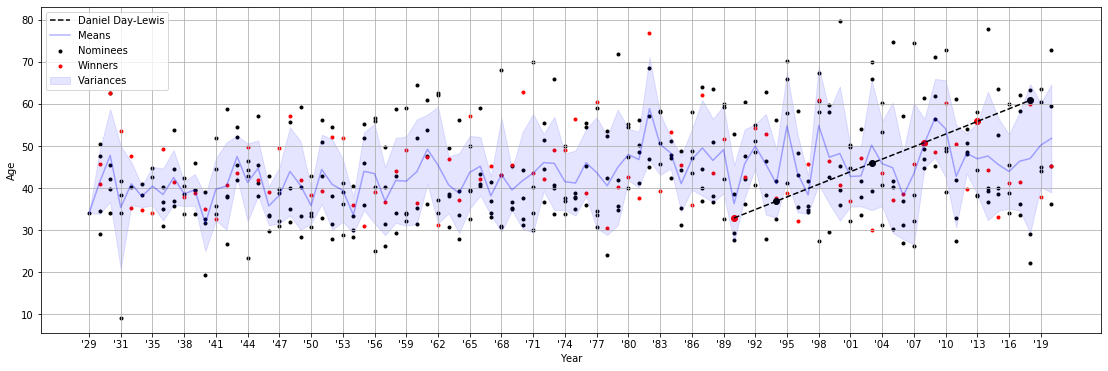 Daniel Day-Lewis
Means
Nominees
Winners
Variances
80
70
60
50
40
30
20
10
Age
'29 '31 '35 '38 '41 '44 '47 '50 '53 '56 '59 '62 '65 '68 '71 '74 '77 '80 '83 '86 '89 '92 '95 '98 '01 '04 '07 '10 '13 '16 '19
Year